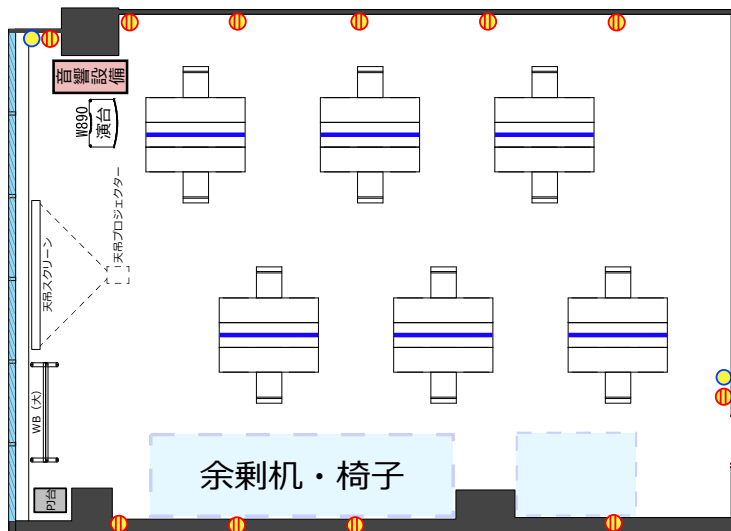 音響設備
W890
演台
天吊プロジェクター
天吊スクリーン
WB（大）
PJ台
余剰机・椅子